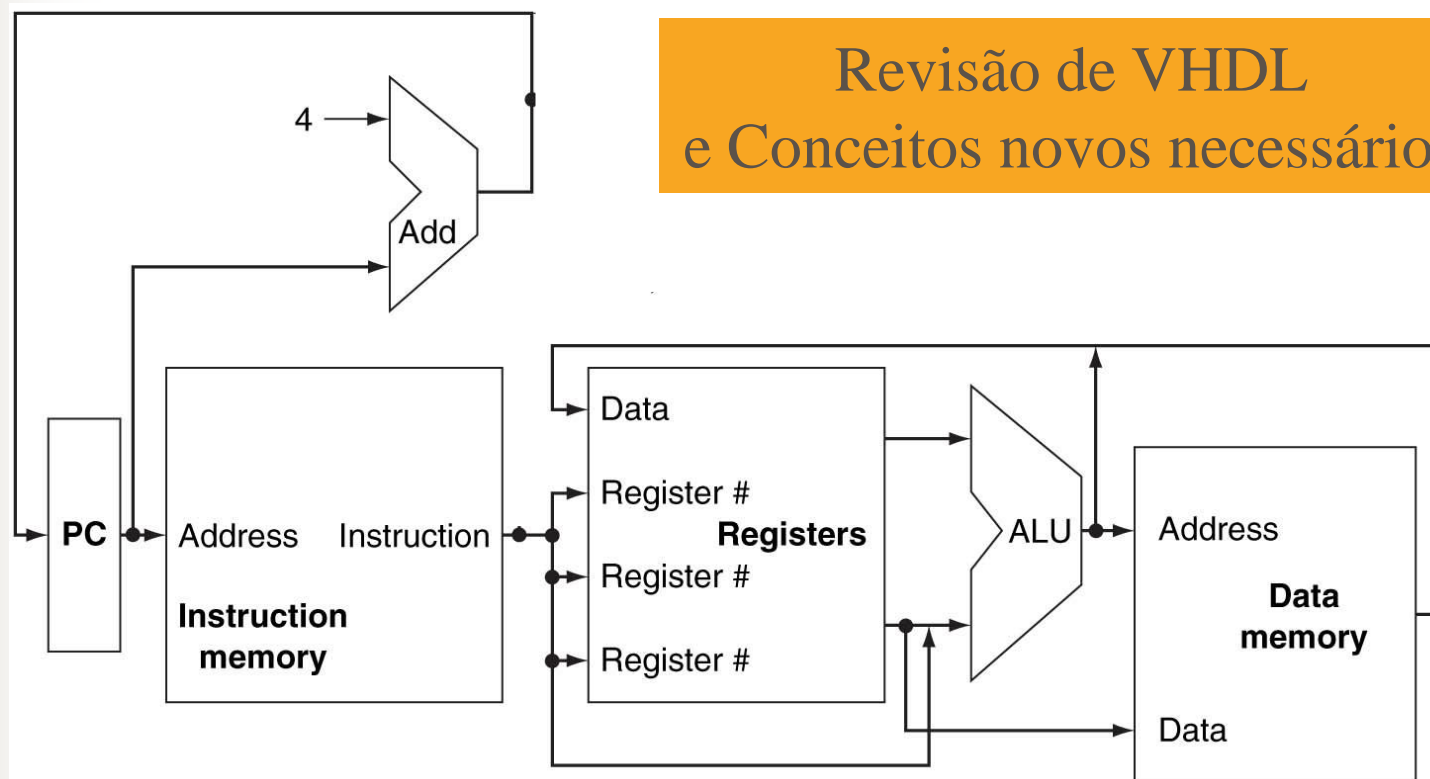 Revisão de VHDL
e Conceitos novos necessário
4
Add
Data
Register #
PC
Address
Instruction
Registers
ALU
Address
Register #
Instruction
memory
Data
memory
Register #
Data